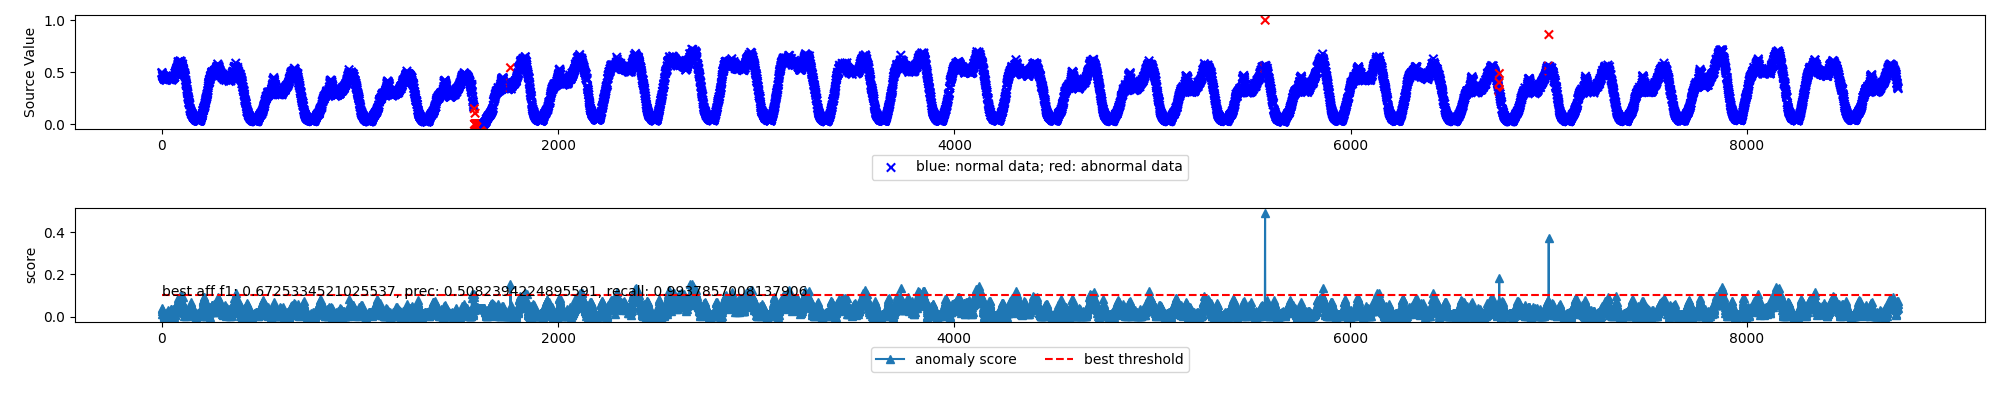 1.0
0.5
0.0
Source Value
0 2000 4000 6000 8000
blue: normal data; red: abnormal data
0.4
0.2
0.0
score
best aff f1: 0.6725334521025537, prec: 0.5082394224895591, recall: 0.9937857008137906
0 2000 4000 6000 8000
anomaly score best threshold